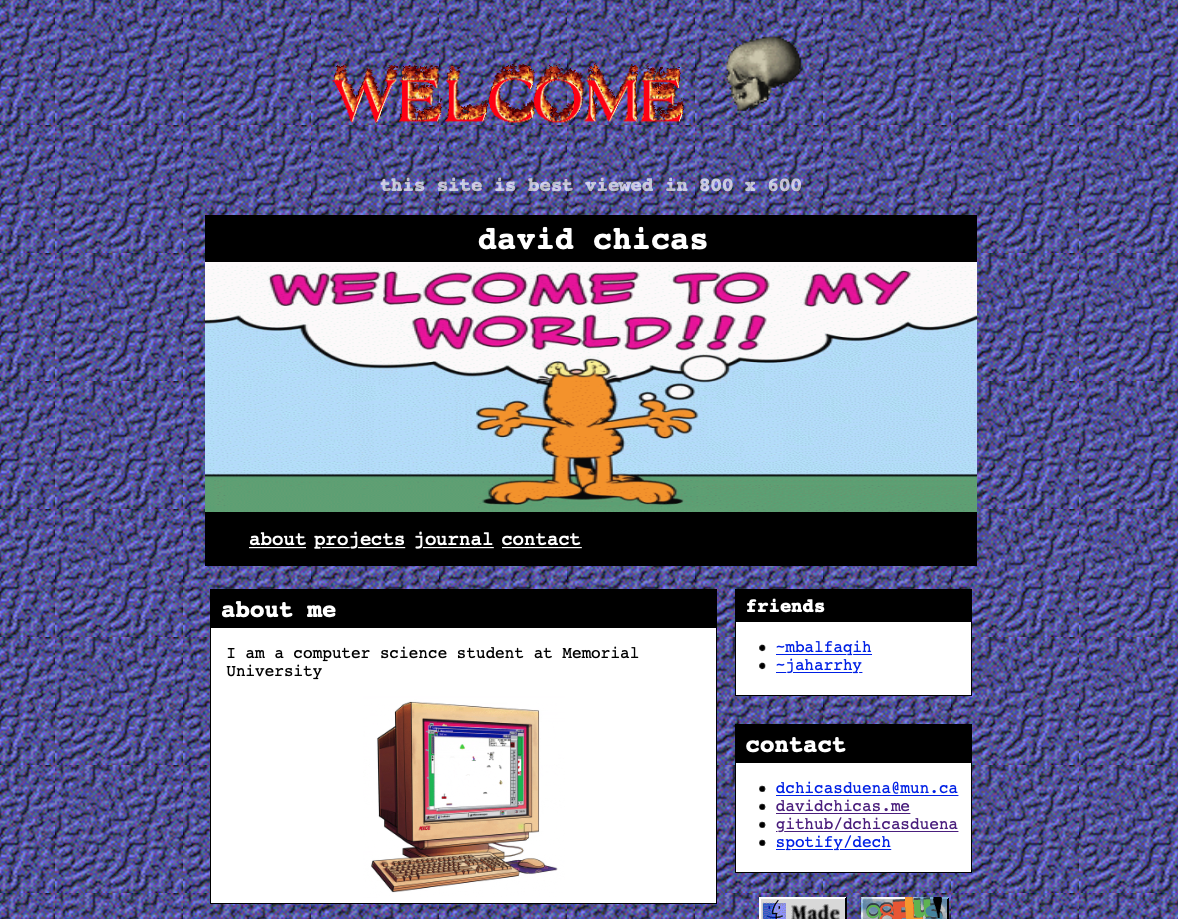 WELCOME
this site is best viewed in 800 x 600
david chicas
WELCOME TO MY
WORLD!!!
about projects journal contact
about me
I am a computer science student at Memorial
University
friends
~mbalfaqih
~jaharrhy
contact
dchicasduena@mun.ca
davidchicas.me
github/dchicasduena
spotify/dech
Made